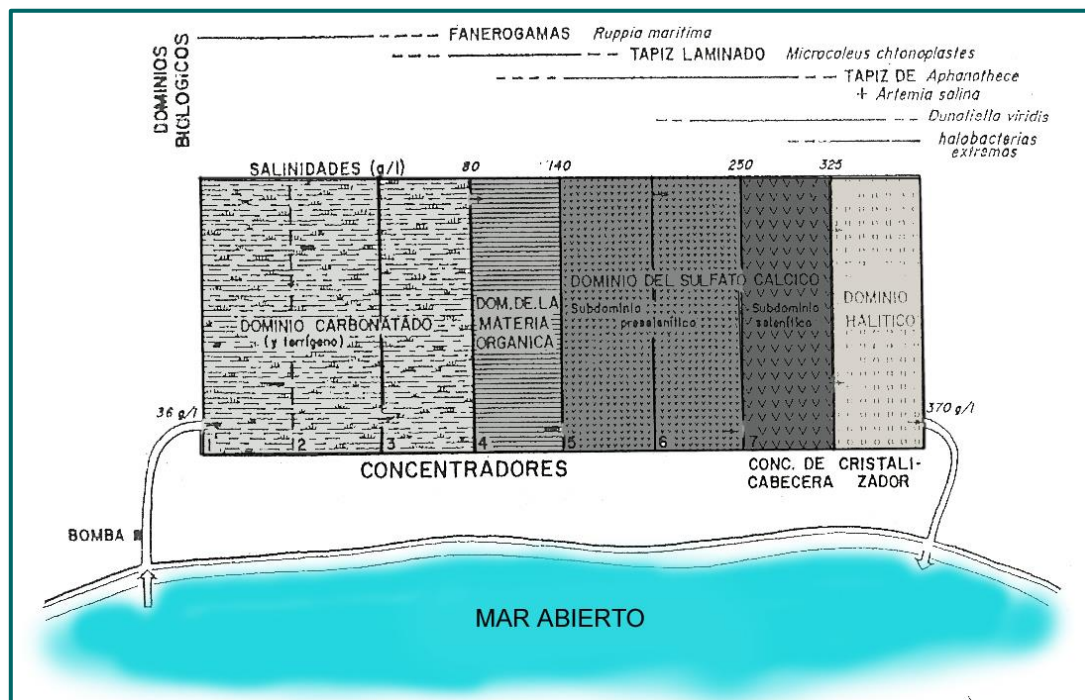 DOMINIOS
BIOLOGICOS
FANEROGAMAS Ruppia maritima
TAPIZ LAMINADO Microcoleus chtonoplastes
TAPIZ DE Aphanothece
+ Artemia salina
Dunaliella viridis
halobacterias
extremas
SALINIDADES (g/l) 80 140 250 325
DOMINIO CARBONATADO
(y terrígeno)
DOM. DE LA
MATERIA
ORGANICA
DOMINIO DEL SULFATO CALCICO
Subdominio
preselenítico
Subdominio
selenítico
DOMINIO
HALITICO
36 g/l
370 g/l
1 2 3 4 5 6 7
CONCENTRADORES
CONC. DE
CABECERA
CRISTALI-
ZADOR
BOMBA
MAR ABIERTO